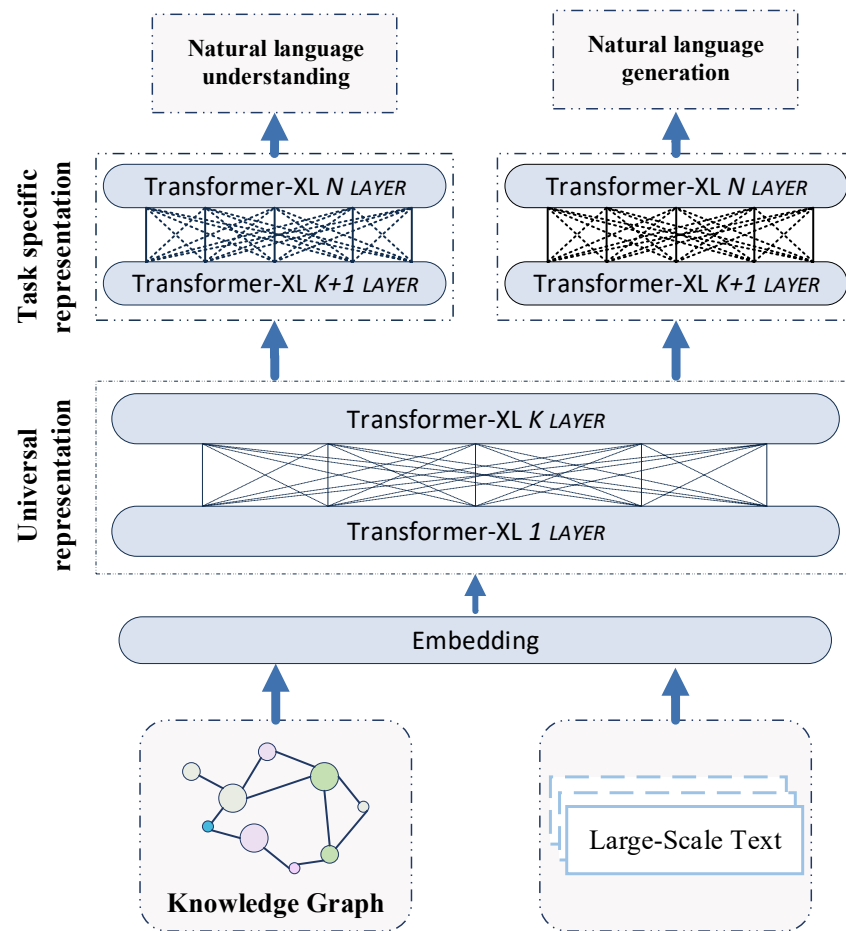 Natural language
understanding
Natural language
generation
Task specific
representation
Transformer-XL N LAYER
Transformer-XL K+1 LAYER
Transformer-XL N LAYER
Transformer-XL K+1 LAYER
Universal
representation
Transformer-XL K LAYER
Transformer-XL 1 LAYER
Embedding
Knowledge Graph
Large-Scale Text